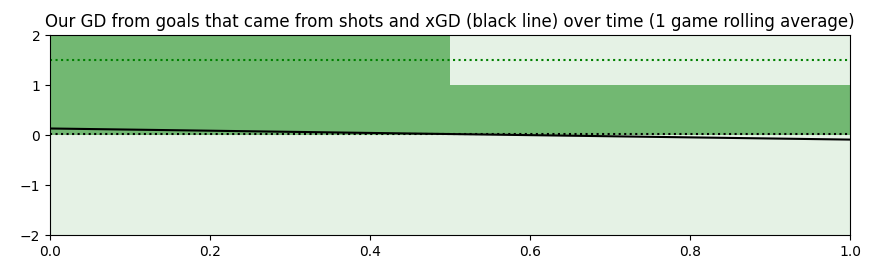 Our GD from goals that came from shots and xGD (black line) over time (1 game rolling average)
2
1
0
−1
−2
0.0 0.2 0.4 0.6 0.8 1.0